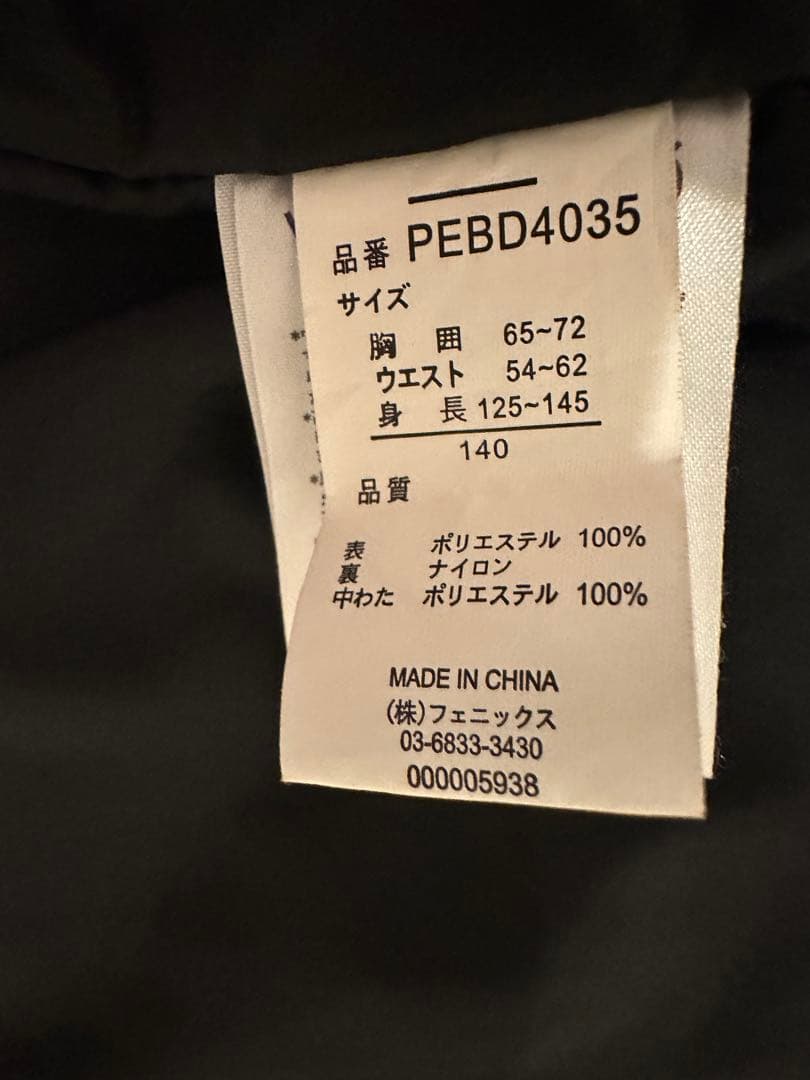 品番 PEBD4035
サイズ
胸 囲 65~72
ウエスト 54~62
身 長 125~145
140
品質
表 ポリエステル 100%
裏 ナイロン
中わた ポリエステル 100%
MADE IN CHINA
(株)フェニックス
03-6833-3430
000005938